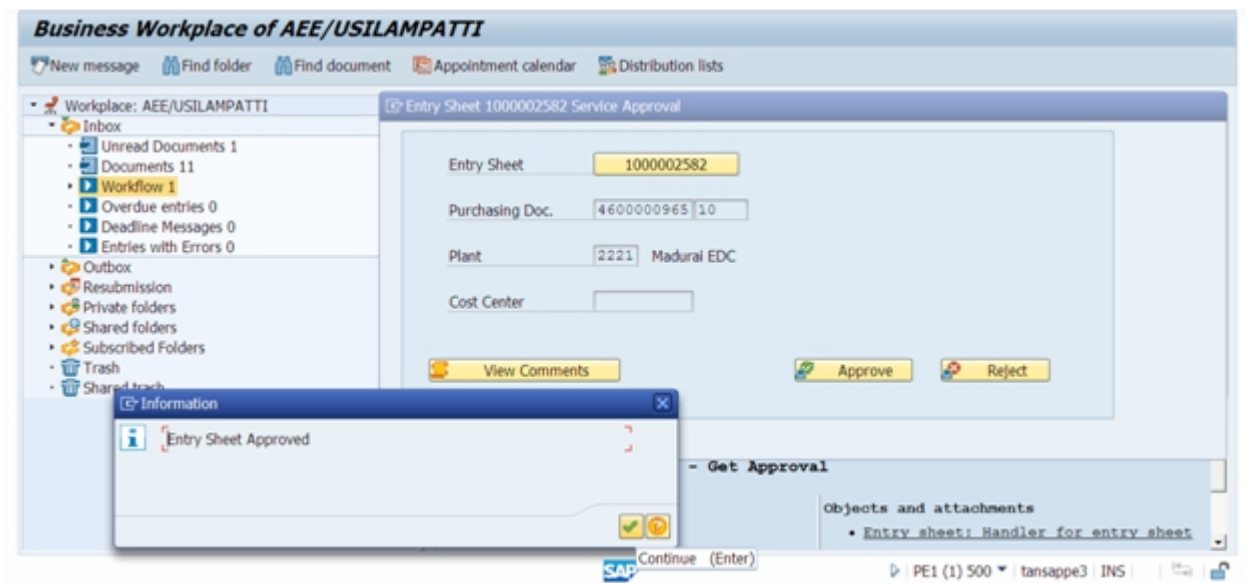 Business Workplace of AEE/USILAMPATTI
New message Find folder Find document Appointment calendar Distribution lists
Workplace: AEE/USILAMPATTI
Inbox
Unread Documents 1
Documents 11
Workflow 1
Overdue entries 0
Deadline Messages 0
Entries with Errors 0
Outbox
Resubmission
Private folders
Shared folders
Subscribed Folders
Trash
Shared trash
Entry Sheet 1000002582 Service Approval
Entry Sheet 1000002582
Purchasing Doc. 4600000965 10
Plant 2221 Madurai EDC
Cost Center
View Comments Approve Reject
Information
Entry Sheet Approved
- Get Approval
Objects and attachments
• Entry sheet: Handler for entry sheet
Continue (Enter)
SAP
PE1 (1) 500 tansappe3 INS